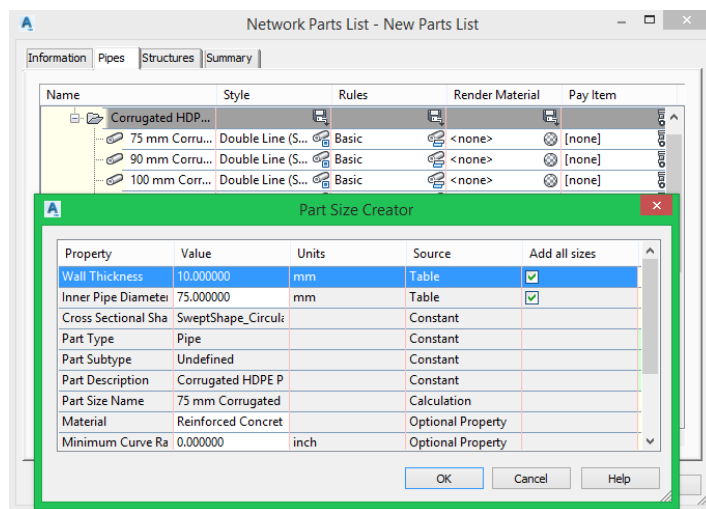 Network Parts List - New Parts List
Information Pipes Structures Summary
Name Style Rules Render Material Pay Item
Corrugated HDP...
75 mm Corru... Double Line (S... Basic <none> [none]
90 mm Corru... Double Line (S... Basic <none> [none]
100 mm Corr... Double Line (S... Basic <none> [none]
Part Size Creator
Property Value Units Source Add all sizes
Wall Thickness 10.000000 mm Table
Inner Pipe Diameter 75.000000 mm Table
Cross Sectional Sha SweptShape_Circula Constant
Part Type Pipe Constant
Part Subtype Undefined Constant
Part Description Corrugated HDPE P Constant
Part Size Name 75 mm Corrugated Calculation
Material Reinforced Concret Optional Property
Minimum Curve Ra 0.000000 inch Optional Property
OK Cancel Help